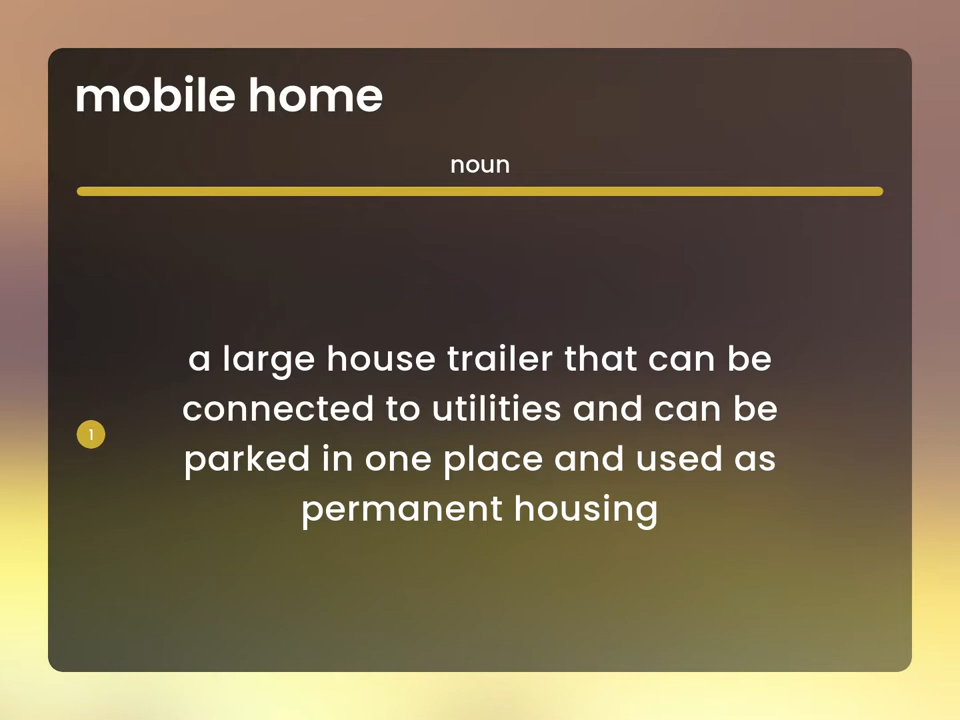 mobile home
noun
a large house trailer that can be
connected to utilities and can be
1
parked in one place and used as
permanent housing